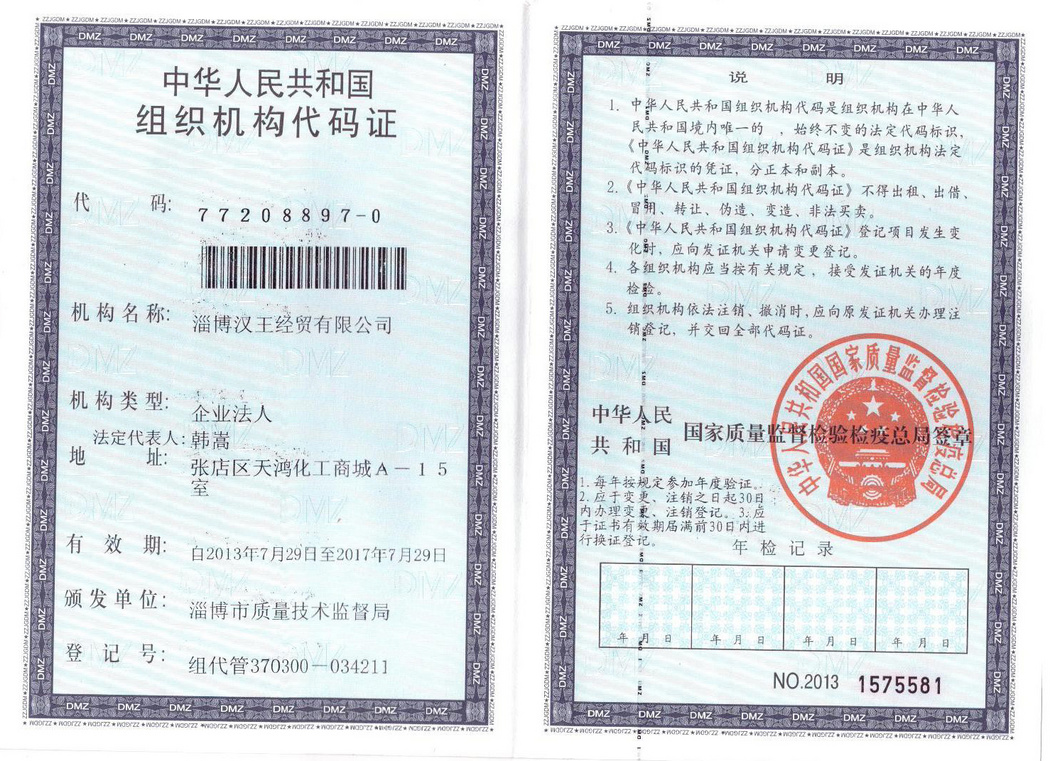 中华人民共和国
组织机构代码证
代 码: 77208897-0
机构名称: 淄博汉王经贸有限公司
机构类型: 企业法人
法定代表人: 韩嵩
地 址: 张店区天鸿化工商城A－15
室
有 效 期: 自2013年7月29日至2017年7月29日
颁发单位: 淄博市质量技术监督局
登 记 号: 组代管370300－034211
说 明
1. 中华人民共和国组织机构代码是组织机构在中华人
民共和国境内唯一的 ，始终不变的法定代码标识,
《中华人民共和国组织机构代码证》是组织机构法定
代码标识的凭证，分正本和副本。
2.《中华人民共和国组织机构代码证》不得出租、出借、
冒用、转让、伪造、变造、非法买卖。
3.《中华人民共和国组织机构代码证》登记项目发生变
化时，应向发证机关申请变更登记。
4. 各组织机构应当按有关规定，接受发证机关的年度
检验。
5. 组织机构依法注销、撤消时,应向原发证机关办理注
销登记，并交回全部代码证。
中华人民
共和国 国家质量监督检验检疫总局签章
中华人民共和国国家质量监督检验检疫总局
1.每年按规定参加年度验证。
2.应于变更、注销之日起30日
内办理变更、注销登记。3.应
于证书有效期届满前30日内进
行换证登记。
年检记录
年 月 日 年 月 日 年 月 日 年 月 日
NO.2013 1575581